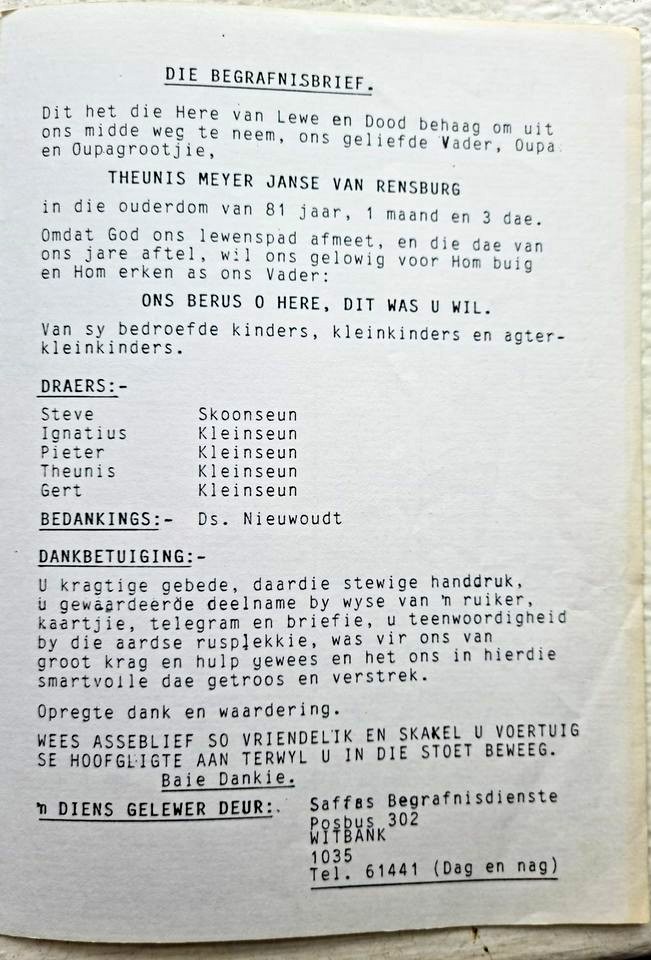 DIE BEGRAFNISBRIEF.
Dit het die Here van Lewe en Dood behaag om uit
ons midde weg te neem, ons geliefde Vader, Oupa
en Oupagrootjie,
THEUNIS MEYER JANSE VAN RENSBURG
in die ouderdom van 81 jaar, 1 maand en 3 dae.
Omdat God ons lewenspad afmeet, en die dae van
ons jare aftel, wil ons gelowig voor Hom buig
en Hom erken as ons Vader:
ONS BERUS O HERE, DIT WAS U WIL.
Van sy bedroefde kinders, kleinkinders en agter-
kleinkinders.
DRAERS:-
Steve Skoonseun
Ignatius Kleinseun
Pieter Kleinseun
Theunis Kleinseun
Gert Kleinseun
BEDANKINGS:- Ds. Nieuwoudt
DANKBETUIGING:-
U kragtige gebede, daardie stewige handdruk,
u gewaardeerde deelname by wyse van 'n ruiker,
kaartjie, telegram en briefie, u teenwoordigheid
by die aardse rusplekkie, was vir ons van
groot krag en hulp gewees en het ons in hierdie
smartvolle dae getroos en verstrek.
Opregte dank en waardering.
WEES ASSEBLIEF SO VRIENDELIK EN SKAKEL U VOERTUIG
SE HOOFGLIGTE AAN TERWYL U IN DIE STOET BEWEEG.
Baie Dankie.
'n DIENS GELEWER DEUR:. Saffas Begrafnisdienste
Posbus 302
WITBANK
1035
Tel. 61441 (Dag en nag)